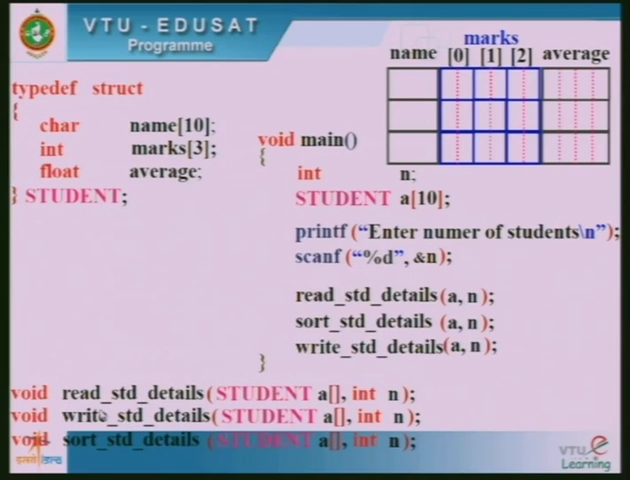 VTU - EDUSAT
Programme
marks
name [0] [1] [2] average
typedef struct
{
char name[10];
int marks[3];
float average;
} STUDENT;
void main()
{
int n;
STUDENT a[10];
printf (“Enter numer of students\n”);
scanf (“%d”, &n);
read_std_details(a, n);
sort_std_details (a, n);
write_std_details(a, n);
}
void read_std_details(STUDENT a[], int n);
void write_std_details(STUDENT a[], int n);
void sort_std_details (STUDENT a[], int n);
VTU e
Learning